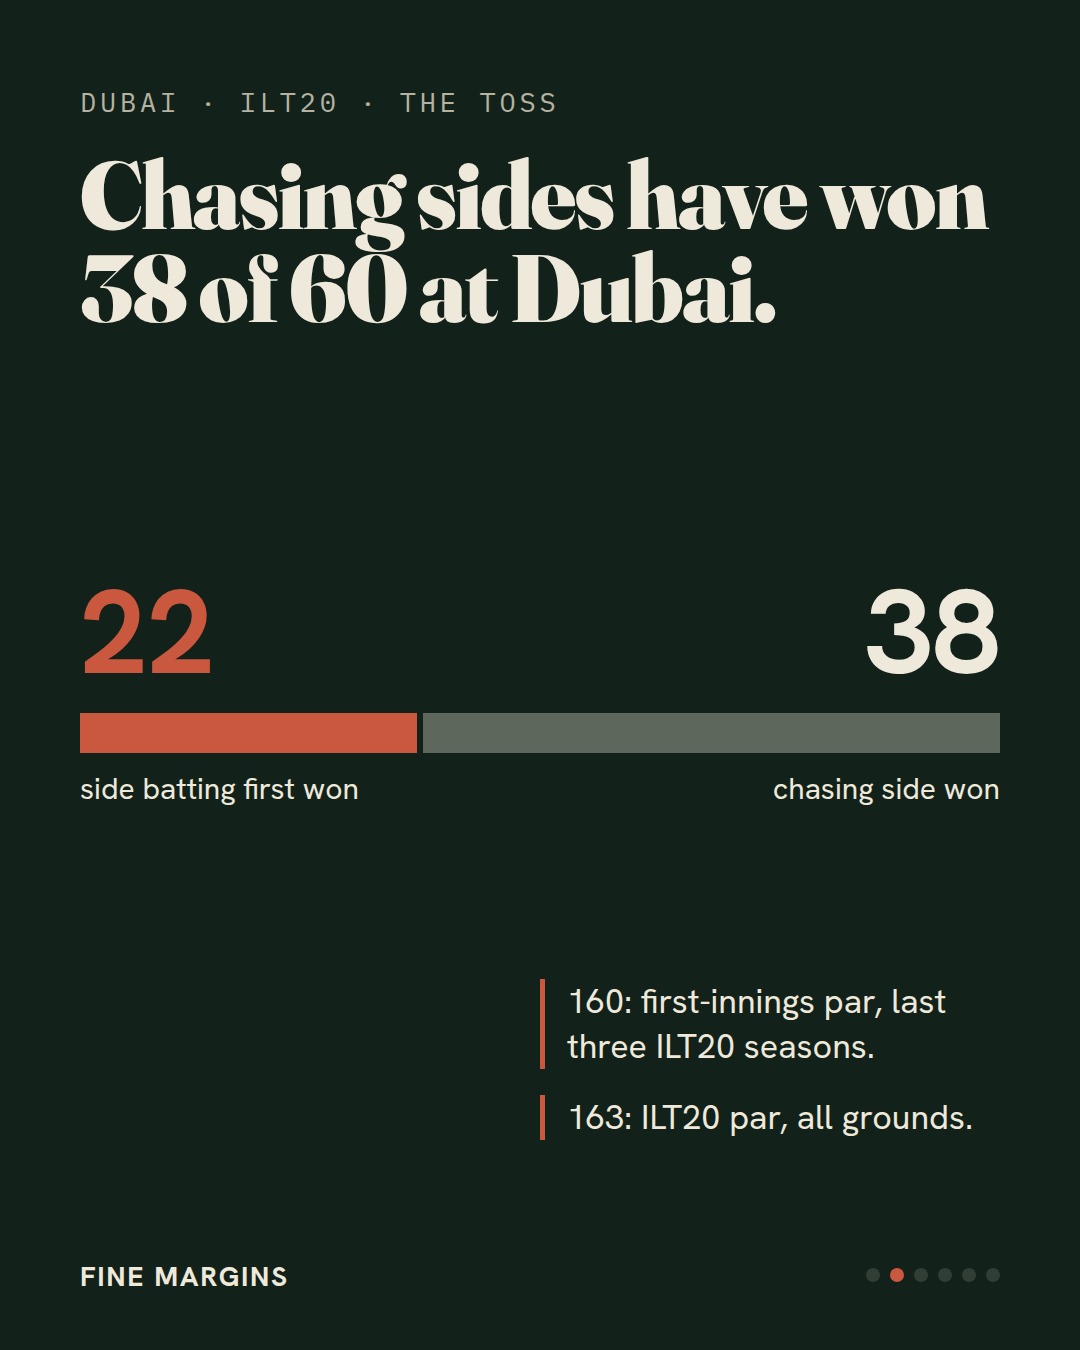 DUBAI · ILT20 · THE TOSS
Chasing sides have won
38 of 60 at Dubai.
22
38
side batting first won
chasing side won
160: first-innings par, last
three ILT20 seasons.
163: ILT20 par, all grounds.
FINE MARGINS